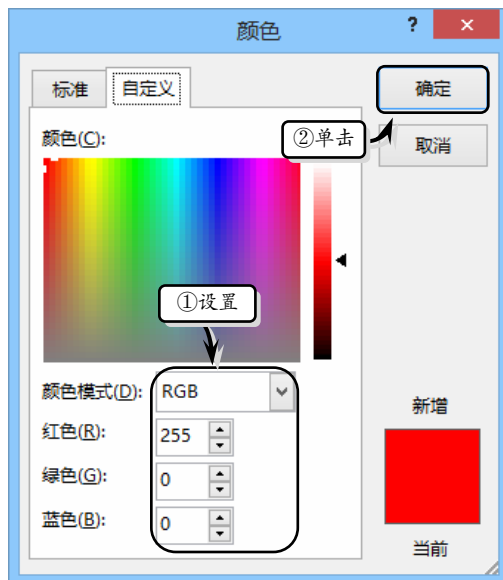 颜色
?
×
标准
自定义
确定
颜色(C):
②单击
取消
①设置
颜色模式(D):
RGB
新增
红色(R):
255
绿色(G):
0
蓝色(B):
0
当前